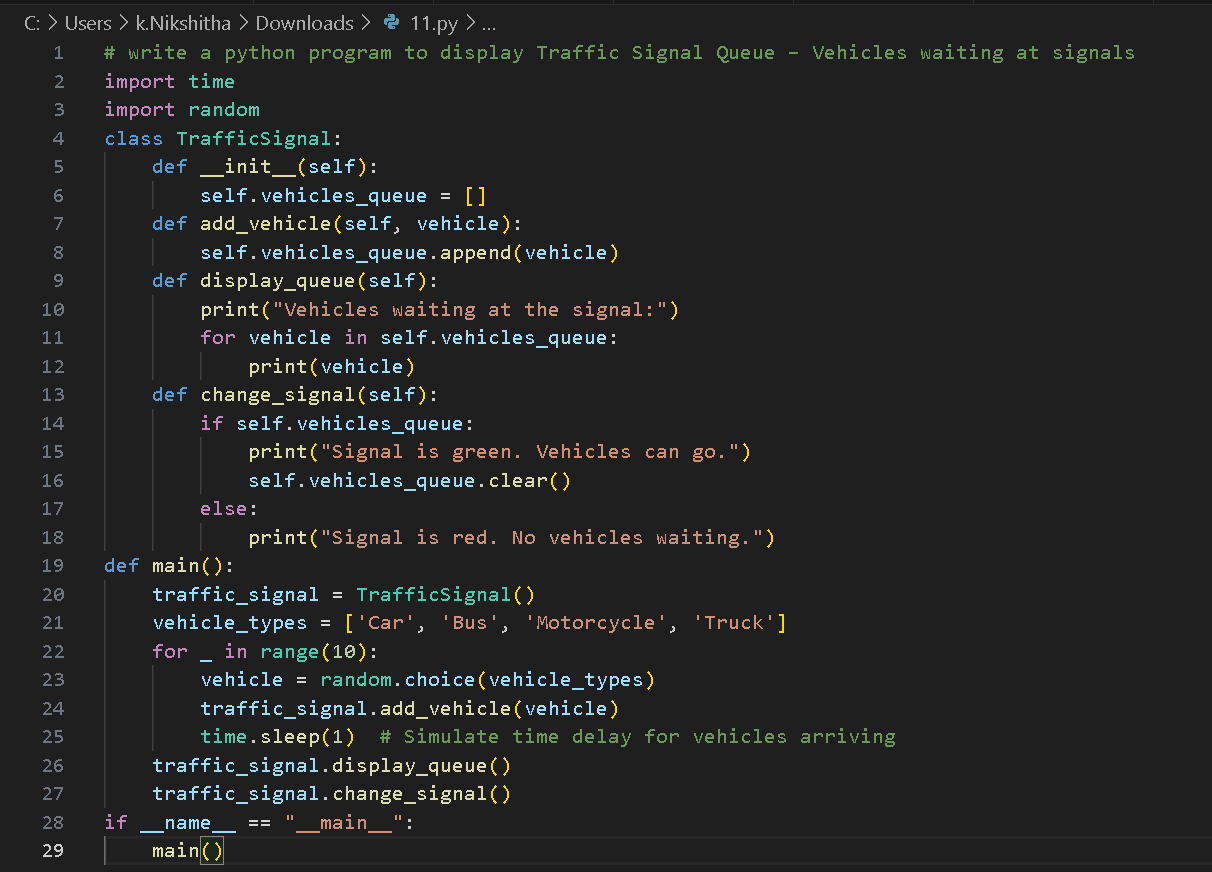 C: > Users > k.Nikshitha > Downloads > 11.py > ...
1 # write a python program to display Traffic Signal Queue – Vehicles waiting at signals
2 import time
3 import random
4 class TrafficSignal:
5     def __init__(self):
6         self.vehicles_queue = []
7     def add_vehicle(self, vehicle):
8         self.vehicles_queue.append(vehicle)
9     def display_queue(self):
10         print("Vehicles waiting at the signal:")
11         for vehicle in self.vehicles_queue:
12             print(vehicle)
13     def change_signal(self):
14         if self.vehicles_queue:
15             print("Signal is green. Vehicles can go.")
16             self.vehicles_queue.clear()
17         else:
18             print("Signal is red. No vehicles waiting.")
19 def main():
20     traffic_signal = TrafficSignal()
21     vehicle_types = ['Car', 'Bus', 'Motorcycle', 'Truck']
22     for _ in range(10):
23         vehicle = random.choice(vehicle_types)
24         traffic_signal.add_vehicle(vehicle)
25         time.sleep(1)  # Simulate time delay for vehicles arriving
26     traffic_signal.display_queue()
27     traffic_signal.change_signal()
28 if __name__ == "__main__":
29     main()